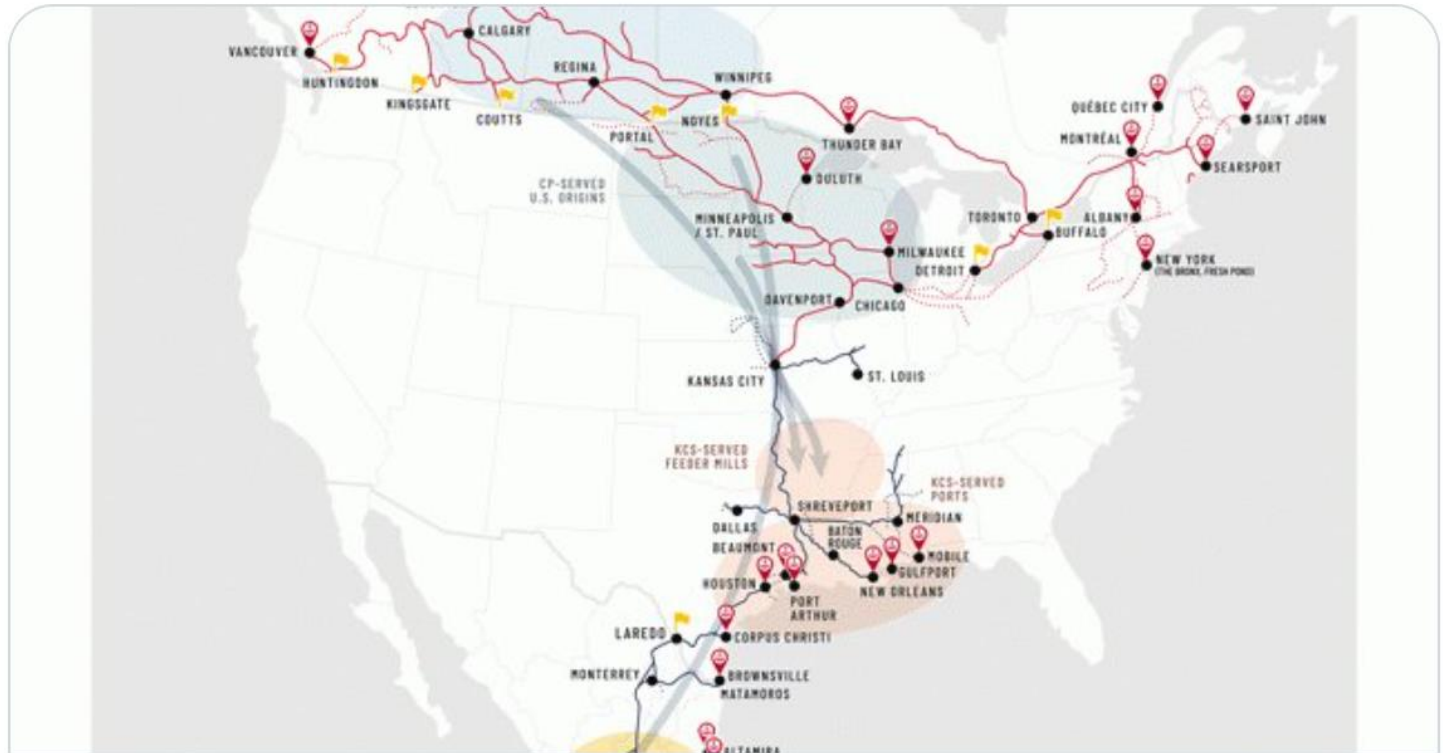 CALGARY
VANCOUVER
HUNTINGDON
KINGSGATE
COUTTS
REGINA
WINNIPEG
PORTAL
NOYES
THUNDER BAY
DULUTH
QUÉBEC CITY
MONTRÉAL
SAINT JOHN
SEARSPORT
CP-SERVED
U.S. ORIGINS
MINNEAPOLIS
/ ST. PAUL
MILWAUKEE
TORONTO
ALBANY
BUFFALO
DETROIT
NEW YORK
(THE BRONX, FRESH POND)
DAVENPORT
CHICAGO
KANSAS CITY
ST. LOUIS
KCS-SERVED
FEEDER MILLS
KCS-SERVED
PORTS
SHREVEPORT
MERIDIAN
DALLAS
BATON
ROUGE
BEAUMONT
MOBILE
GULFPORT
HOUSTON
NEW ORLEANS
PORT
ARTHUR
LAREDO
CORPUS CHRISTI
MONTERREY
BROWNSVILLE
MATAMOROS
ALTAMIRA